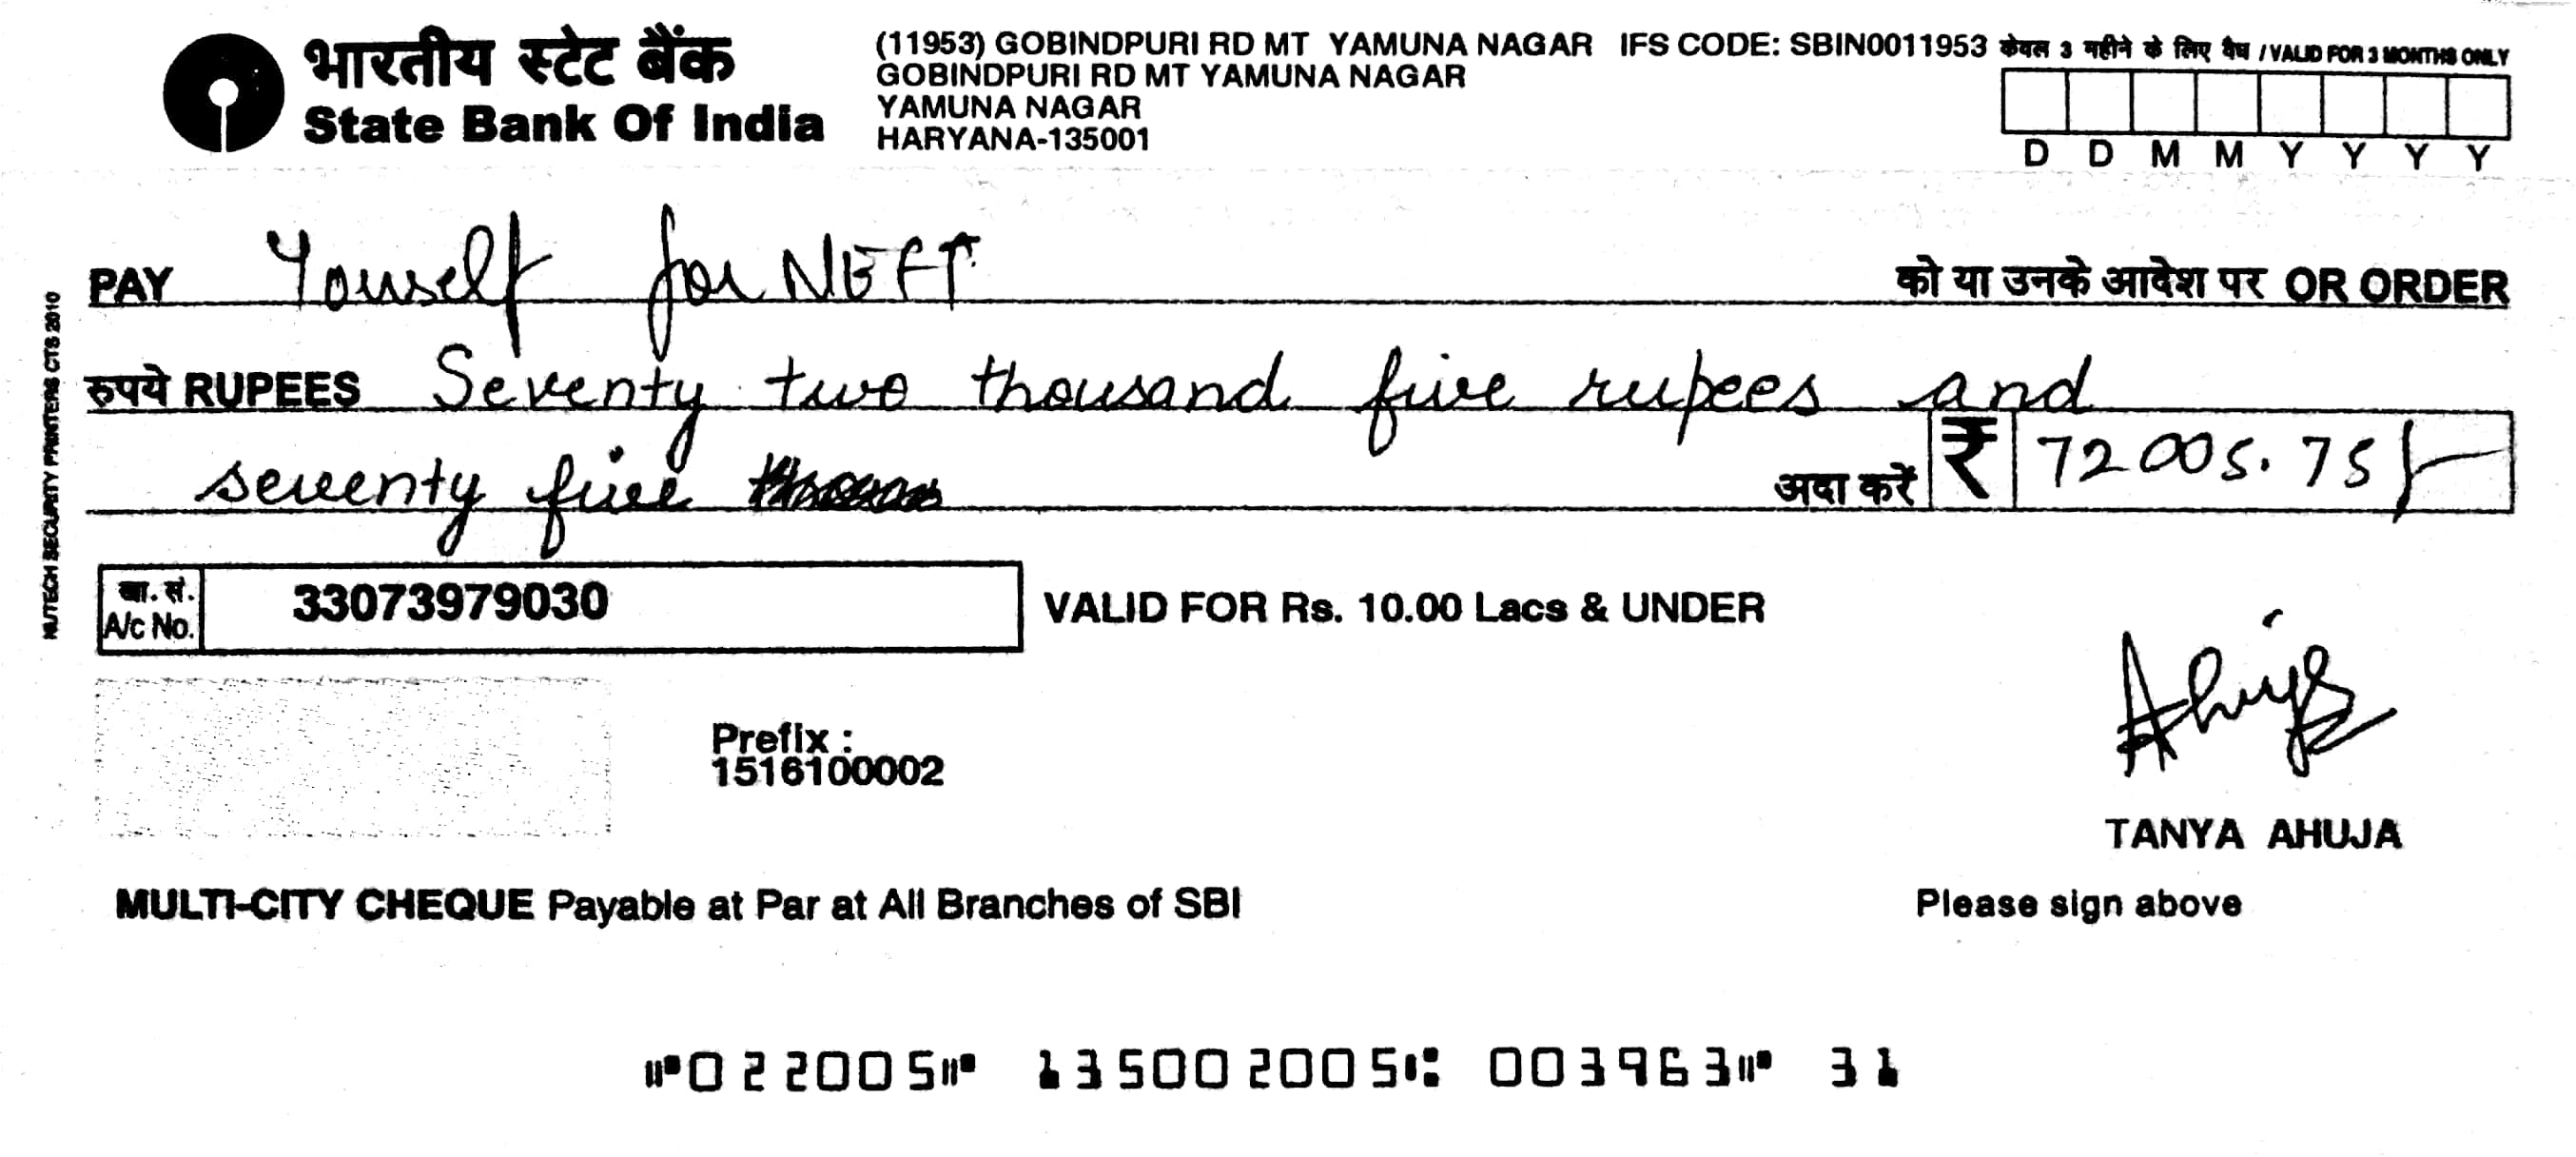 भारतीय स्टेट बैंक
State Bank Of India
(11953) GOBINDPURI RD MT YAMUNA NAGAR IFS CODE: SBIN0011953
GOBINDPURI RD MT YAMUNA NAGAR
YAMUNA NAGAR
HARYANA-135001
केवल 3 महीने के लिए वैध / VALID FOR 3 MONTHS ONLY
D D M M Y Y Y Y
PAY Youself for NEFT को या उनके आदेश पर OR ORDER
रुपये RUPEES Seventy two thousand five rupees and
seventy five अदा करें ₹ 72005.75/-
खा. सं.
A/c No. 33073979030
VALID FOR Rs. 10.00 Lacs & UNDER
NUTECH SECURITY PRINTERS CTS 2010
Prefix :
1516100002
Ahuja
TANYA AHUJA
MULTI-CITY CHEQUE Payable at Par at All Branches of SBI
Please sign above
⑈022005⑈ 135002005⑆ 003963⑈ 31